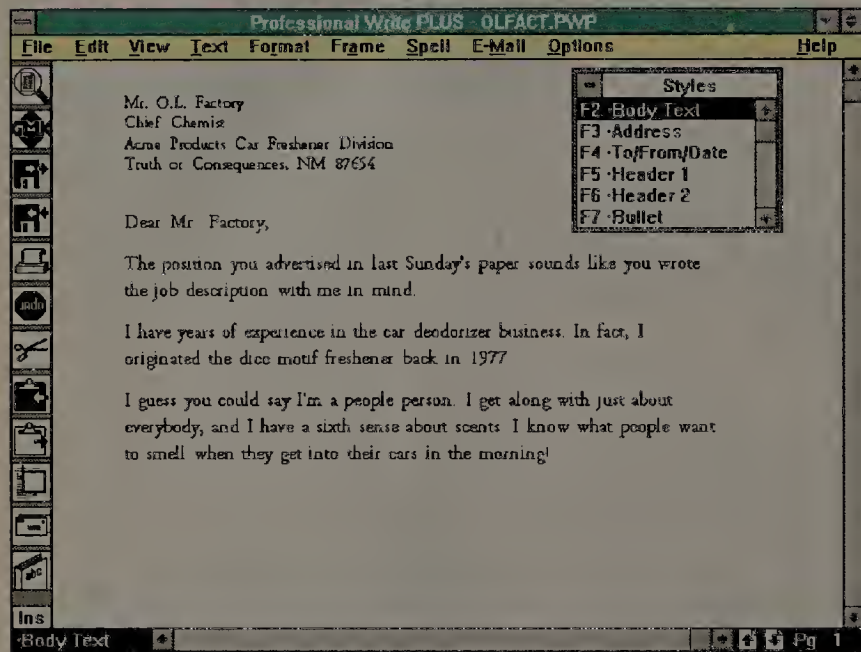 Professional Write PLUS - OLFACT.PWP
File Edit View Text Format Frame Spell E-Mail Options Help
Mr. O.L. Factory
Chief Chemist
Acme Products Car Freshener Division
Truth or Consequences, NM 87654
Dear Mr. Factory,
The position you advertised in last Sunday's paper sounds like you wrote
the job description with me in mind.
I have years of experience in the car deodorizer business. In fact, I
originated the dice motif freshener back in 1977
I guess you could say I'm a people person. I get along with just about
everybody, and I have a sixth sense about scents. I know what people want
to smell when they get into their cars in the morning!
Styles
F2 ·Body Text
F3 ·Address
F4 ·To/From/Date
F5 ·Header 1
F6 ·Header 2
F7 ·Bullet
abc
Ins
·Body Text Pg 1